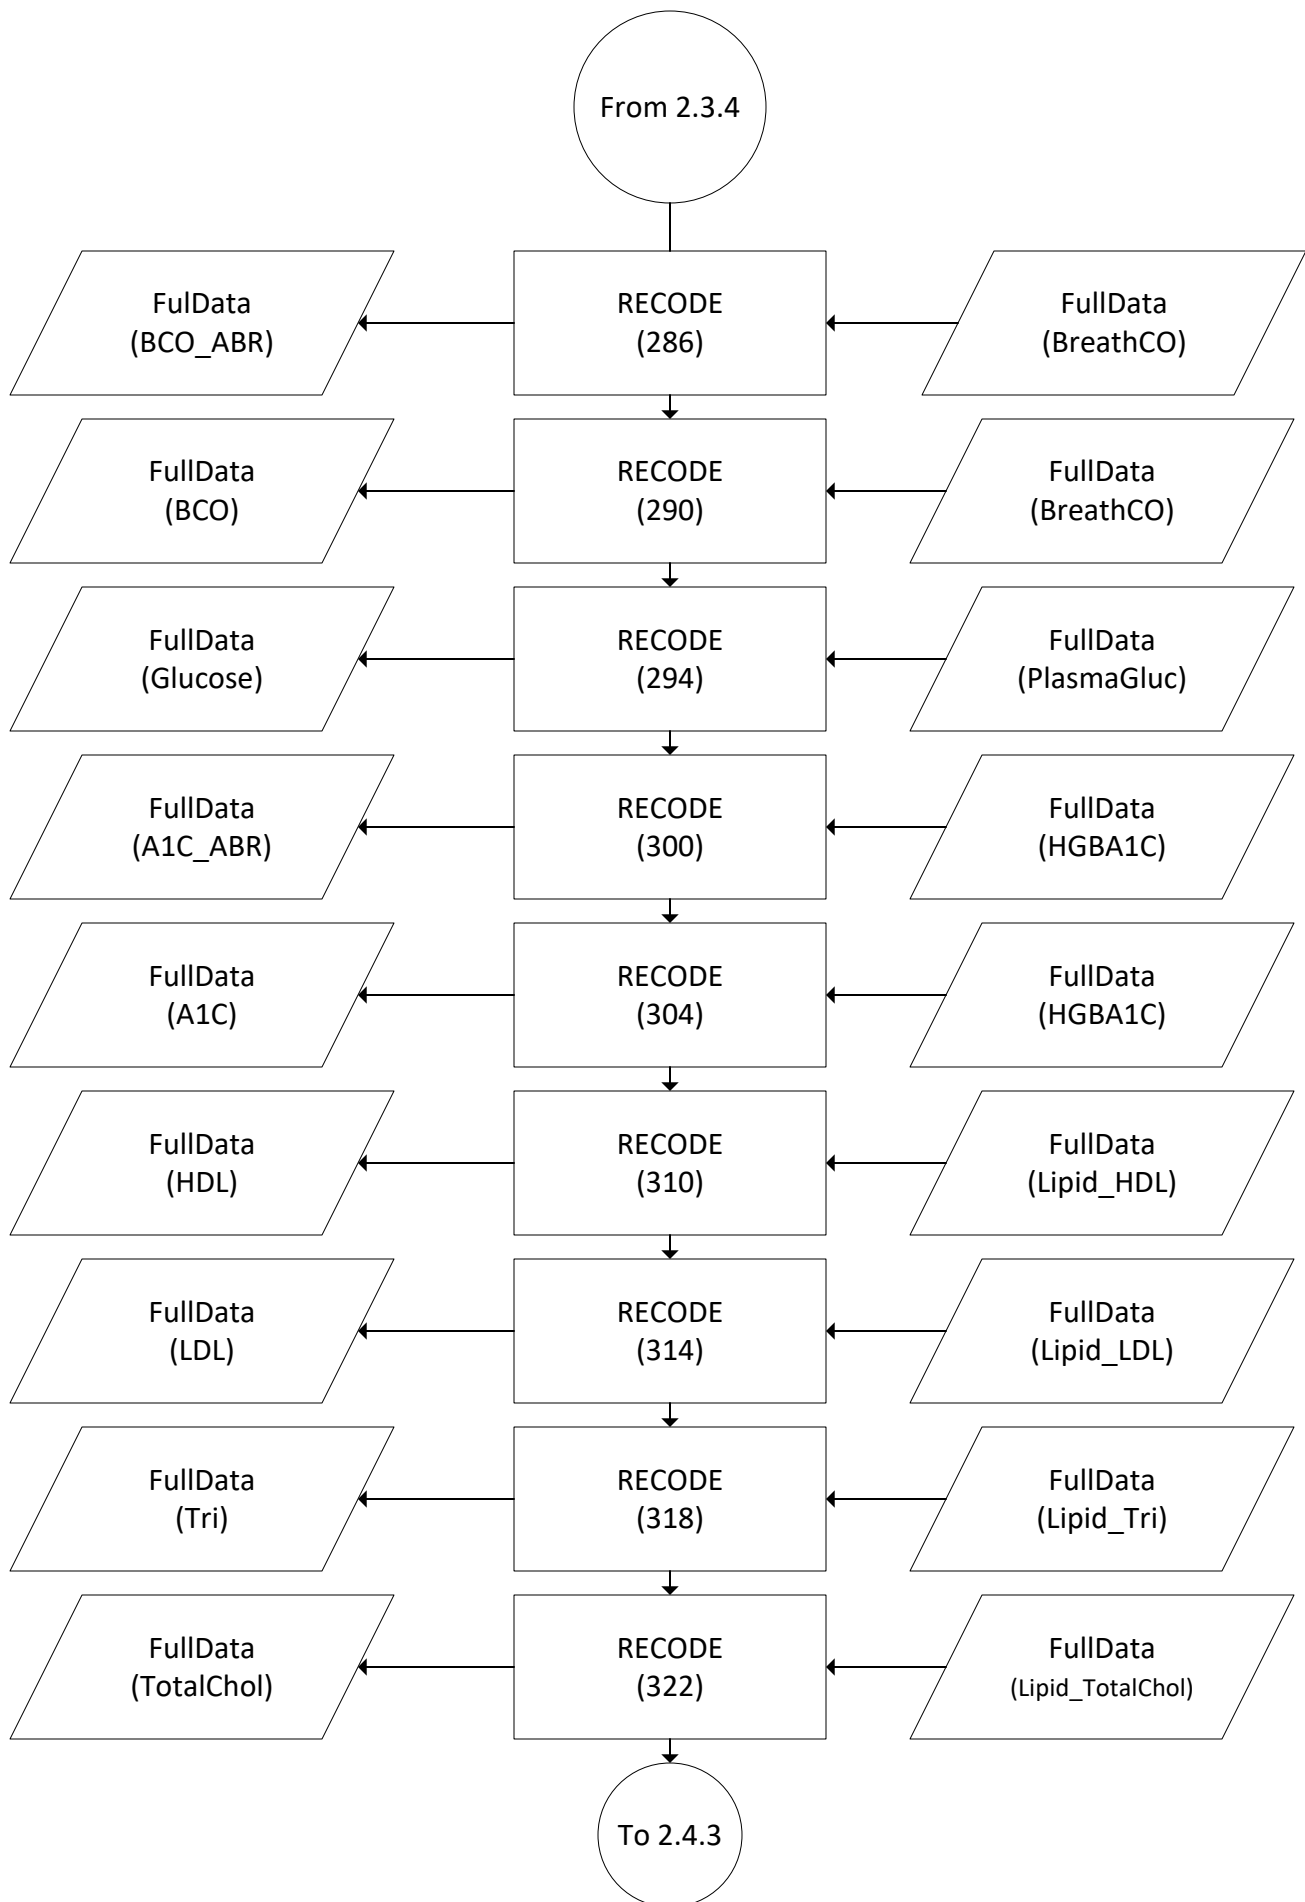 From 2.3.4
FulData
(BCO_ABR)
RECODE
(286)
FullData
(BreathCO)
FullData
(BCO)
RECODE
(290)
FullData
(BreathCO)
FullData
(Glucose)
RECODE
(294)
FullData
(PlasmaGluc)
FullData
(A1C_ABR)
RECODE
(300)
FullData
(HGBA1C)
FullData
(A1C)
RECODE
(304)
FullData
(HGBA1C)
FullData
(HDL)
RECODE
(310)
FullData
(Lipid_HDL)
FullData
(LDL)
RECODE
(314)
FullData
(Lipid_LDL)
FullData
(Tri)
RECODE
(318)
FullData
(Lipid_Tri)
FullData
(TotalChol)
RECODE
(322)
FullData
(Lipid_TotalChol)
To 2.4.3